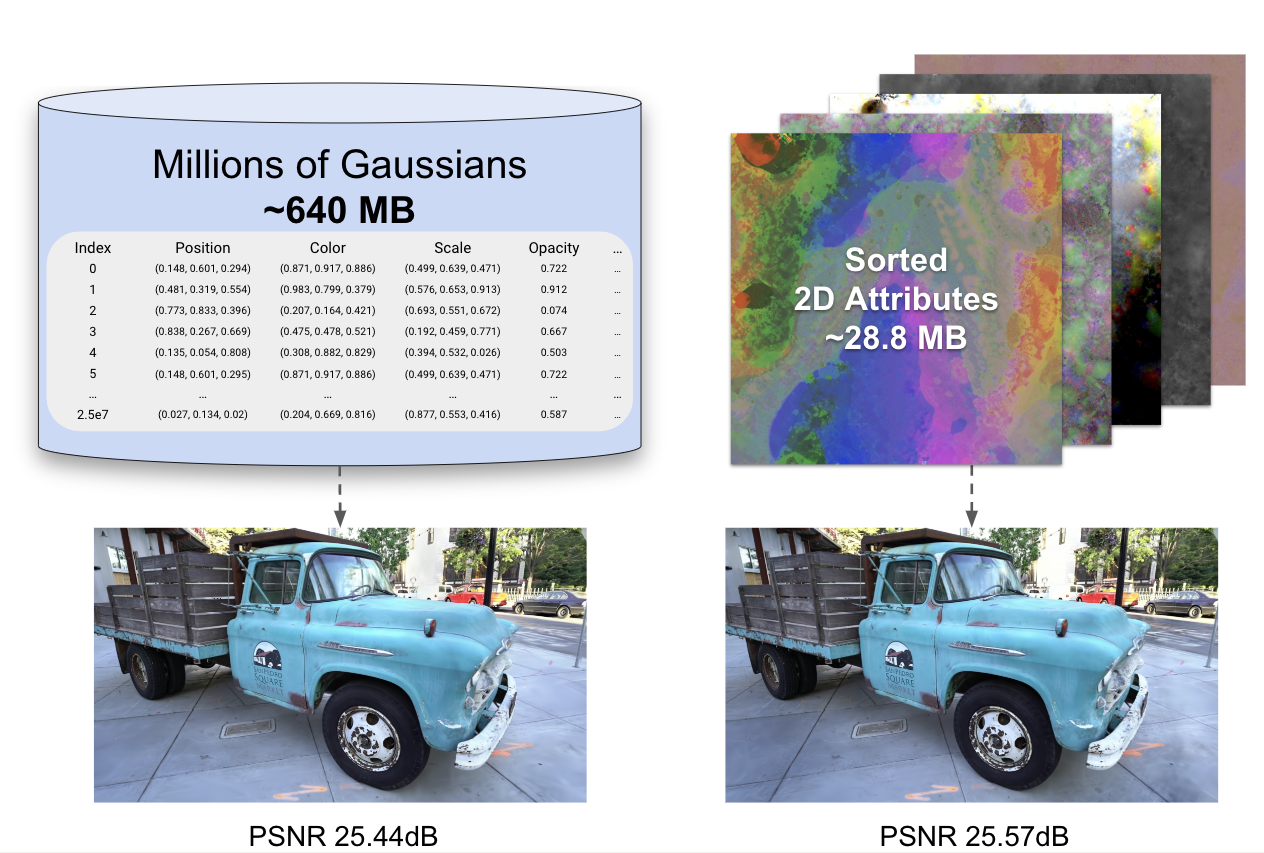 Millions of Gaussians
~640 MB
Index Position Color Scale Opacity ...
0 (0.148, 0.601, 0.294) (0.871, 0.917, 0.886) (0.499, 0.639, 0.471) 0.722 ...
1 (0.481, 0.319, 0.554) (0.983, 0.799, 0.379) (0.576, 0.653, 0.913) 0.912 ...
2 (0.773, 0.833, 0.396) (0.207, 0.164, 0.421) (0.693, 0.551, 0.672) 0.074 ...
3 (0.838, 0.267, 0.669) (0.475, 0.478, 0.521) (0.192, 0.459, 0.771) 0.667 ...
4 (0.135, 0.054, 0.808) (0.308, 0.882, 0.829) (0.394, 0.532, 0.026) 0.503 ...
5 (0.148, 0.601, 0.295) (0.871, 0.917, 0.886) (0.499, 0.639, 0.471) 0.722 ...
... ... ... ... ... ...
2.5e7 (0.027, 0.134, 0.02) (0.204, 0.669, 0.816) (0.877, 0.553, 0.416) 0.587 ...
Sorted
2D Attributes
~28.8 MB
SAN PEDRO
SQUARE
MARKET
SAN PEDRO
SQUARE
MARKET
PSNR 25.44dB
PSNR 25.57dB